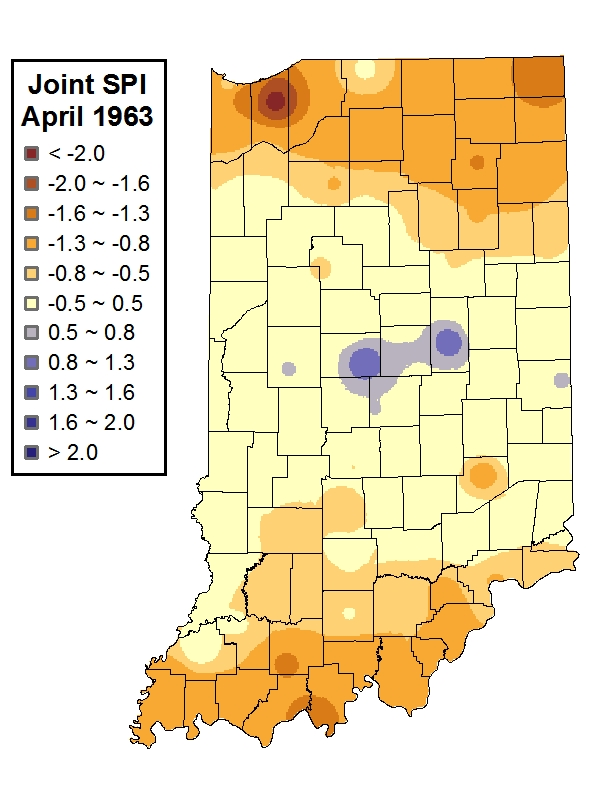 Joint SPI
April 1963
< -2.0
-2.0 ~ -1.6
-1.6 ~ -1.3
-1.3 ~ -0.8
-0.8 ~ -0.5
-0.5 ~ 0.5
0.5 ~ 0.8
0.8 ~ 1.3
1.3 ~ 1.6
1.6 ~ 2.0
> 2.0